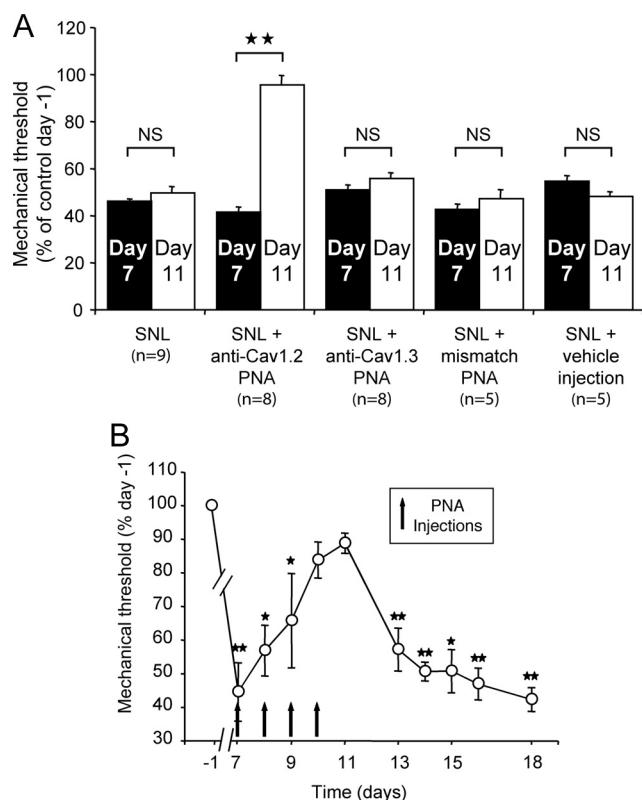 A
Mechanical threshold
(% of control day -1)
120
100
80
60
40
20
0
NS
★★
NS
NS
NS
Day
7
Day
11
Day
7
Day
11
Day
7
Day
11
Day
7
Day
11
Day
7
Day
11
SNL
(n=9)
SNL +
anti-Cav1.2
PNA
(n=8)
SNL +
anti-Cav1.3
PNA
(n=8)
SNL +
mismatch
PNA
(n=5)
SNL +
vehicle
injection
(n=5)
B
Mechanical threshold (% day -1)
110
100
90
80
70
60
50
40
30
PNA
Injections
★★
★
★
★★
★★
★
★★
★★
-1 7 9 11 13 15 18
Time (days)